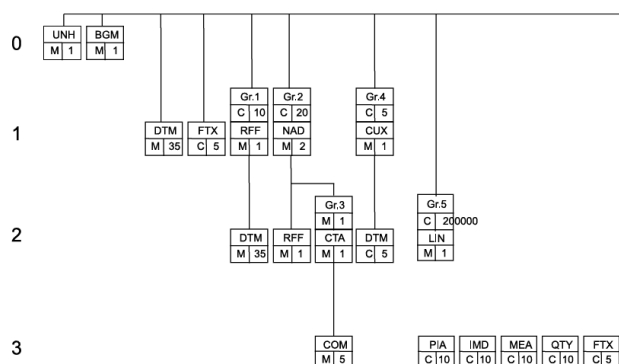 0
UNH BGM
M 1 M 1
Gr.1 Gr.2 Gr.4
C 10 C 20 C 5
1
DTM FTX RFF NAD CUX
M 35 C 5 M 1 M 2 M 1
Gr.3 Gr.5
M 1 C 200000
2
DTM RFF CTA DTM LIN
M 35 M 1 M 1 C 5 M 1
3
COM PIA IMD MEA QTY FTX
M 5 C 10 C 10 C 10 C 10 C 5